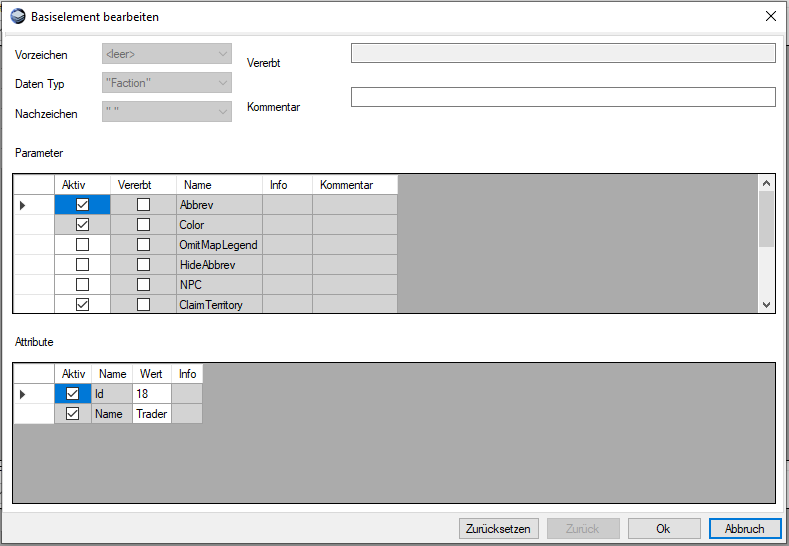 Basiselement bearbeiten
Vorzeichen <leer> Vererbt
Daten Typ "Faction"
Nachzeichen " " Kommentar
Parameter
Aktiv Vererbt Name Info Kommentar
Abbrev
Color
OmitMapLegend
HideAbbrev
NPC
ClaimTerritory
Attribute
Aktiv Name Wert Info
Id 18
Name Trader
Zurücksetzen Zurück Ok Abbruch